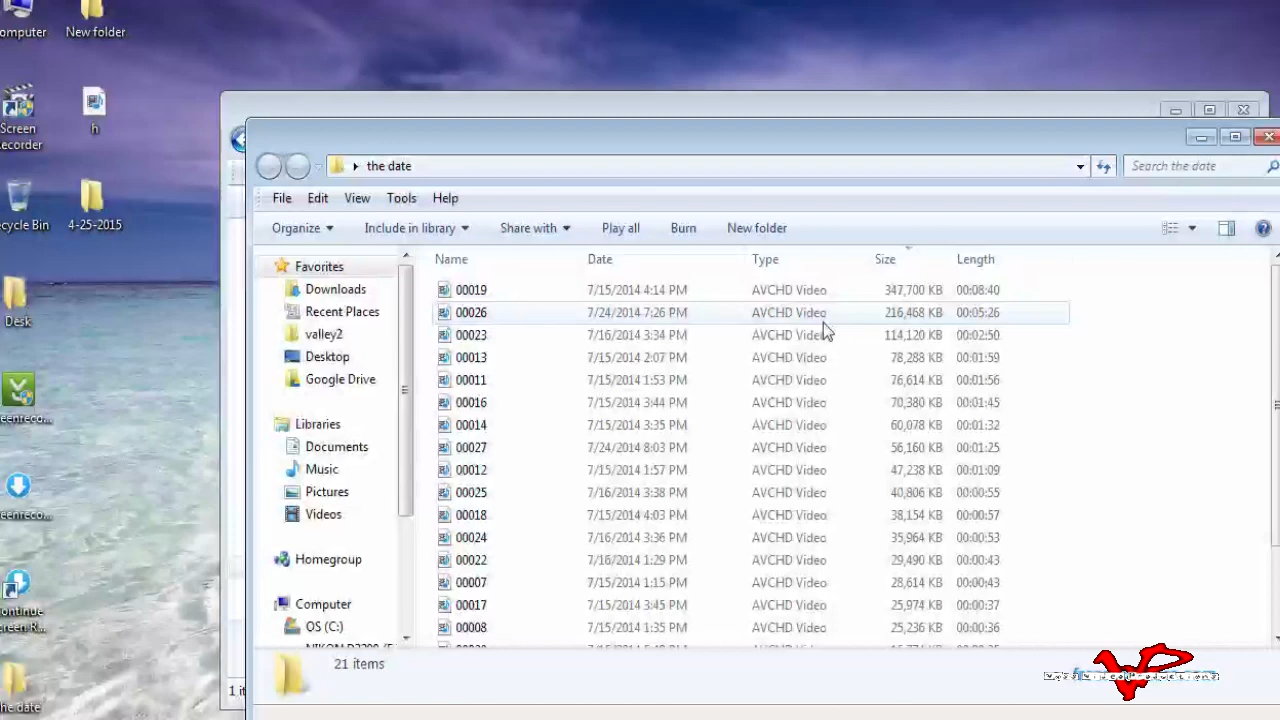 omputer
New folder
Screen
Recorder
h
ecycle Bin
4-25-2015
Desk
eenreco...
eenreco...
ontinue
creen R...
he date
the date
Search the date
File Edit View Tools Help
Organize Include in library Share with Play all Burn New folder
Favorites
Downloads
Recent Places
valley2
Desktop
Google Drive
Libraries
Documents
Music
Pictures
Videos
Homegroup
Computer
OS (C:)
Name Date Type Size Length
00019 7/15/2014 4:14 PM AVCHD Video 347,700 KB 00:08:40
00026 7/24/2014 7:26 PM AVCHD Video 216,468 KB 00:05:26
00023 7/16/2014 3:34 PM AVCHD Video 114,120 KB 00:02:50
00013 7/15/2014 2:07 PM AVCHD Video 78,288 KB 00:01:59
00011 7/15/2014 1:53 PM AVCHD Video 76,614 KB 00:01:56
00016 7/15/2014 3:44 PM AVCHD Video 70,380 KB 00:01:45
00014 7/15/2014 3:35 PM AVCHD Video 60,078 KB 00:01:32
00027 7/24/2014 8:03 PM AVCHD Video 56,160 KB 00:01:25
00012 7/15/2014 1:57 PM AVCHD Video 47,238 KB 00:01:09
00025 7/16/2014 3:38 PM AVCHD Video 40,806 KB 00:00:55
00018 7/15/2014 4:03 PM AVCHD Video 38,154 KB 00:00:57
00024 7/16/2014 3:36 PM AVCHD Video 35,964 KB 00:00:53
00022 7/16/2014 1:29 PM AVCHD Video 29,490 KB 00:00:43
00007 7/15/2014 1:15 PM AVCHD Video 28,614 KB 00:00:43
00017 7/15/2014 3:45 PM AVCHD Video 25,974 KB 00:00:37
00008 7/15/2014 1:35 PM AVCHD Video 25,236 KB 00:00:36
21 items
1 it